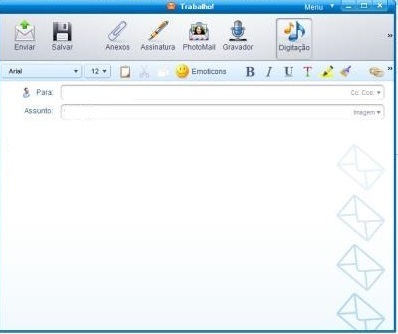 Trabalho! Menu
Enviar Salvar Anexos Assinatura PhotoMail Gravador Digitação »
Arial 12 Emoticons B I U T »
Para: Cc Cco:
Assunto: Imagem